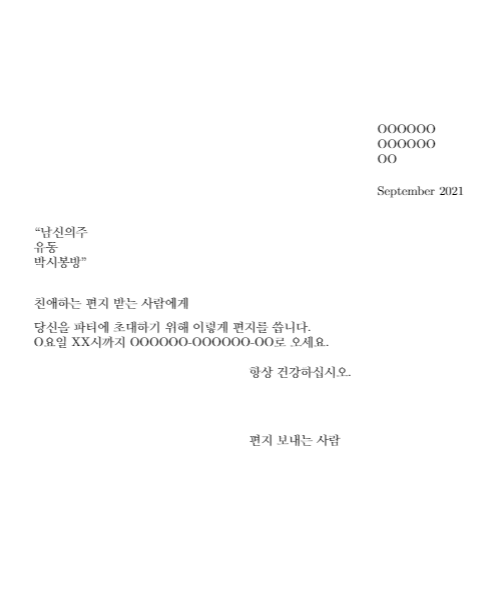 OOOOOO
OOOOOO
OO
September 2021
“남신의주
유동
박시봉방”
친애하는 편지 받는 사람에게
당신을 파티에 초대하기 위해 이렇게 편지를 씁니다.
O요일 XX시까지 OOOOOO-OOOOOO-OO로 오세요.
항상 건강하십시오.
편지 보내는 사람